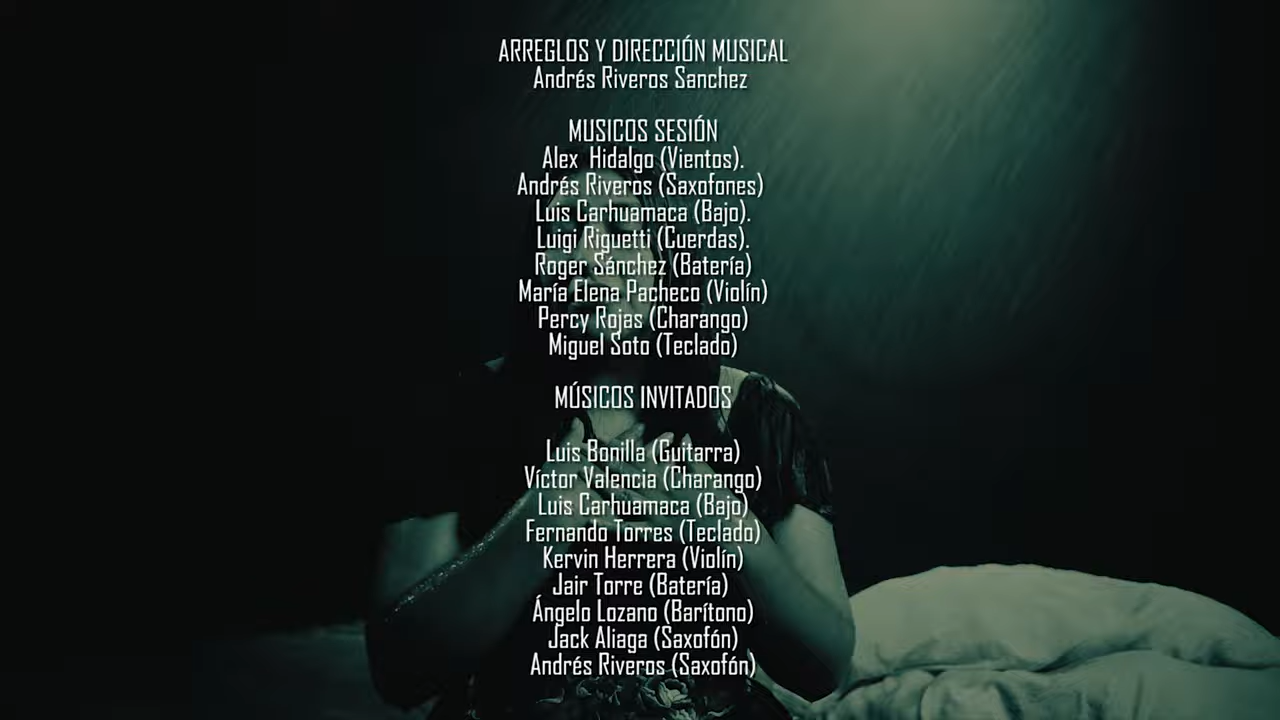 ARREGLOS Y DIRECCIÓN MUSICAL
Andrés Riveros Sanchez
MUSICOS SESIÓN
Alex Hidalgo (Vientos).
Andrés Riveros (Saxofones)
Luis Carhuamaca (Bajo).
Luigi Riguetti (Cuerdas).
Roger Sánchez (Batería)
María Elena Pacheco (Violín)
Percy Rojas (Charango)
Miguel Soto (Teclado)
MÚSICOS INVITADOS
Luis Bonilla (Guitarra)
Víctor Valencia (Charango)
Luis Carhuamaca (Bajo)
Fernando Torres (Teclado)
Kervin Herrera (Violín)
Jair Torre (Batería)
Ángelo Lozano (Barítono)
Jack Aliaga (Saxofón)
Andrés Riveros (Saxofón)